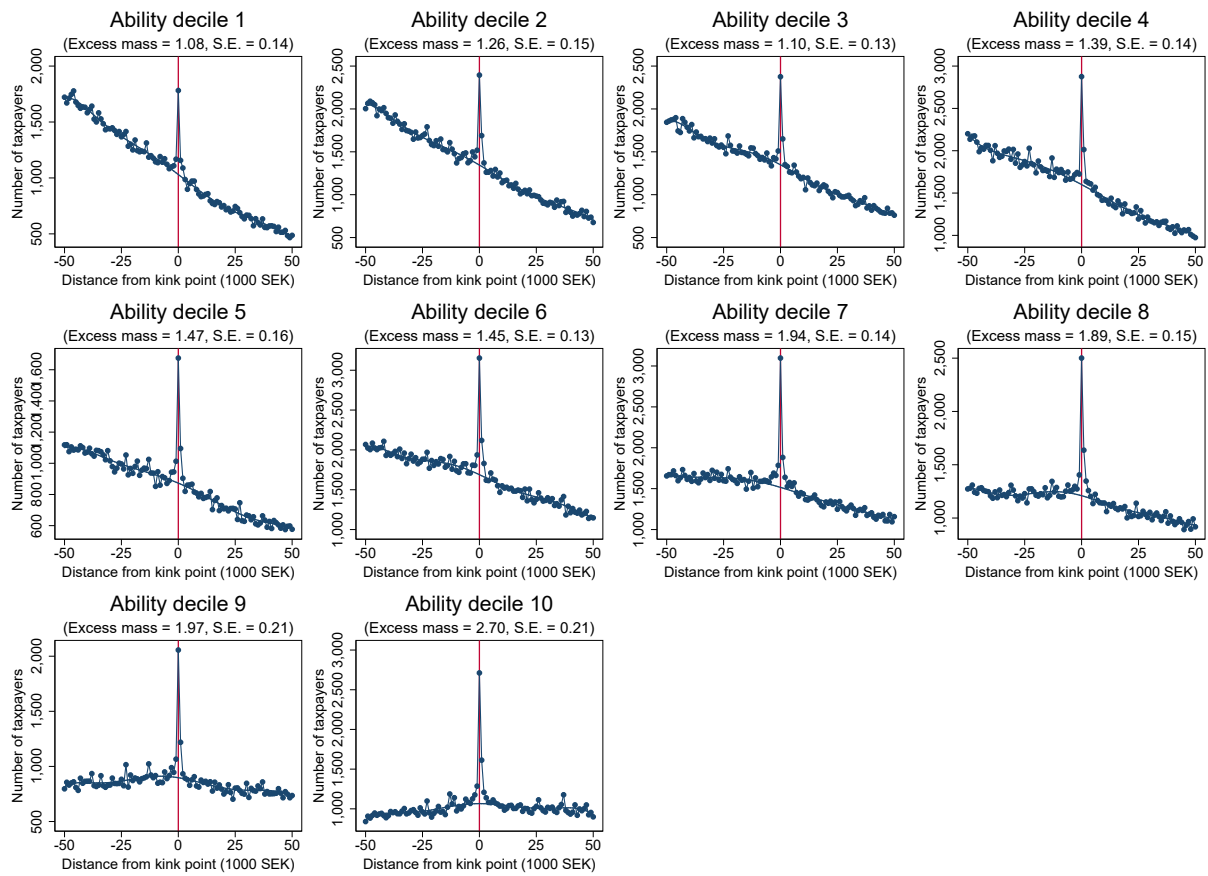 Ability decile 1
(Excess mass = 1.08, S.E. = 0.14)
Number of taxpayers
2,000
1,500
1,000
500
-50 -25 0 25 50
Distance from kink point (1000 SEK)
Ability decile 2
(Excess mass = 1.26, S.E. = 0.15)
Number of taxpayers
2,500
2,000
1,500
1,000
500
-50 -25 0 25 50
Distance from kink point (1000 SEK)
Ability decile 3
(Excess mass = 1.10, S.E. = 0.13)
Number of taxpayers
2,500
2,000
1,500
1,000
500
-50 -25 0 25 50
Distance from kink point (1000 SEK)
Ability decile 4
(Excess mass = 1.39, S.E. = 0.14)
Number of taxpayers
3,000
2,500
2,000
1,500
1,000
-50 -25 0 25 50
Distance from kink point (1000 SEK)
Ability decile 5
(Excess mass = 1.47, S.E. = 0.16)
Number of taxpayers
1,600
1,400
1,200
1,000
800
600
-50 -25 0 25 50
Distance from kink point (1000 SEK)
Ability decile 6
(Excess mass = 1.45, S.E. = 0.13)
Number of taxpayers
3,000
2,500
2,000
1,500
1,000
-50 -25 0 25 50
Distance from kink point (1000 SEK)
Ability decile 7
(Excess mass = 1.94, S.E. = 0.14)
Number of taxpayers
3,000
2,500
2,000
1,500
1,000
-50 -25 0 25 50
Distance from kink point (1000 SEK)
Ability decile 8
(Excess mass = 1.89, S.E. = 0.15)
Number of taxpayers
2,500
2,000
1,500
1,000
-50 -25 0 25 50
Distance from kink point (1000 SEK)
Ability decile 9
(Excess mass = 1.97, S.E. = 0.21)
Number of taxpayers
2,000
1,500
1,000
500
-50 -25 0 25 50
Distance from kink point (1000 SEK)
Ability decile 10
(Excess mass = 2.70, S.E. = 0.21)
Number of taxpayers
3,000
2,500
2,000
1,500
1,000
-50 -25 0 25 50
Distance from kink point (1000 SEK)